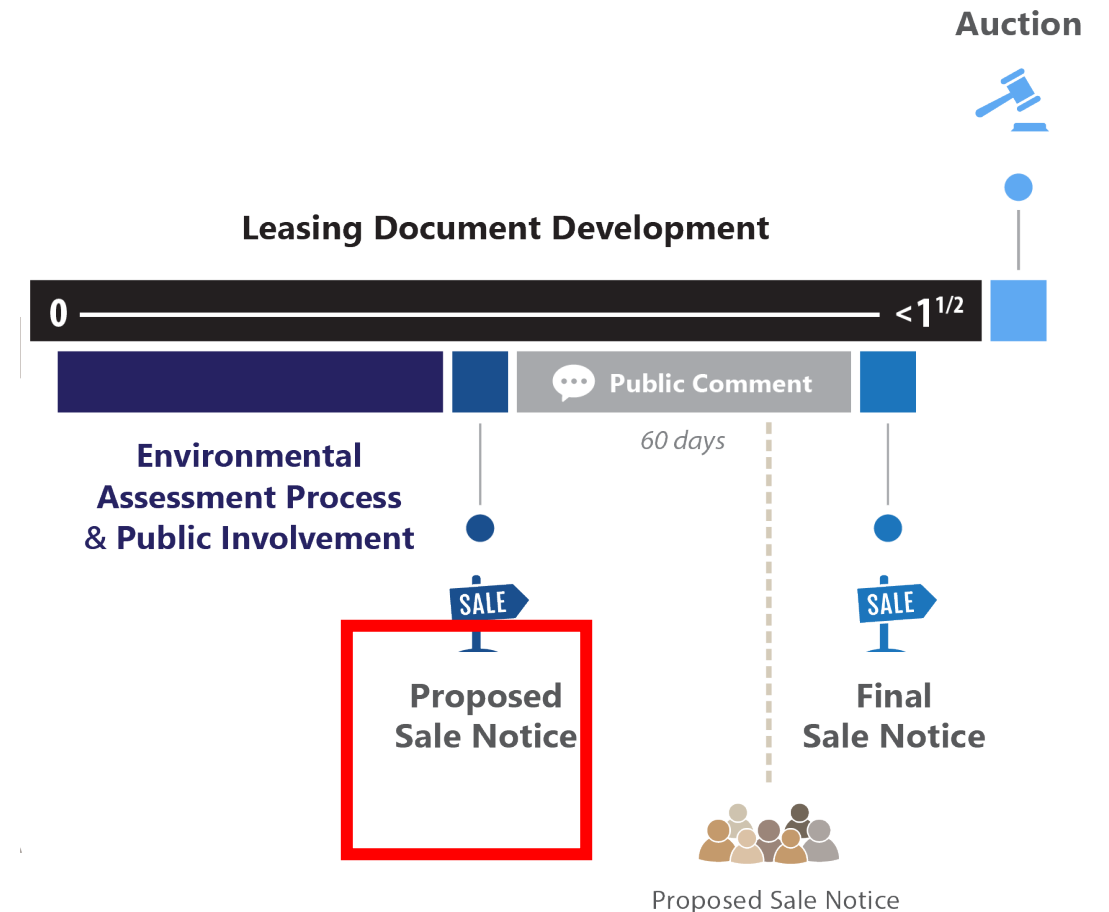 Auction
Leasing Document Development
0 <1 1/2
Public Comment
60 days
Environmental
Assessment Process
& Public Involvement
SALE
SALE
Proposed
Sale Notice
Final
Sale Notice
Proposed Sale Notice